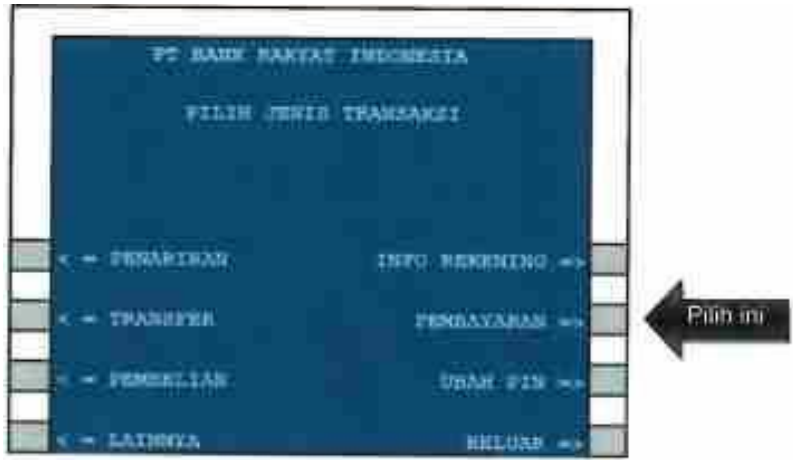 PT BANK RAKYAT INDONESIA
PILIH JENIS TRANSAKSI
< = PENARIKAN INFO REKENING =>
< = TRANSFER PEMBAYARAN =>
Pilih ini
< = PEMBELIAN UBAH PIN =>
< = LAINNYA KELUAR =>